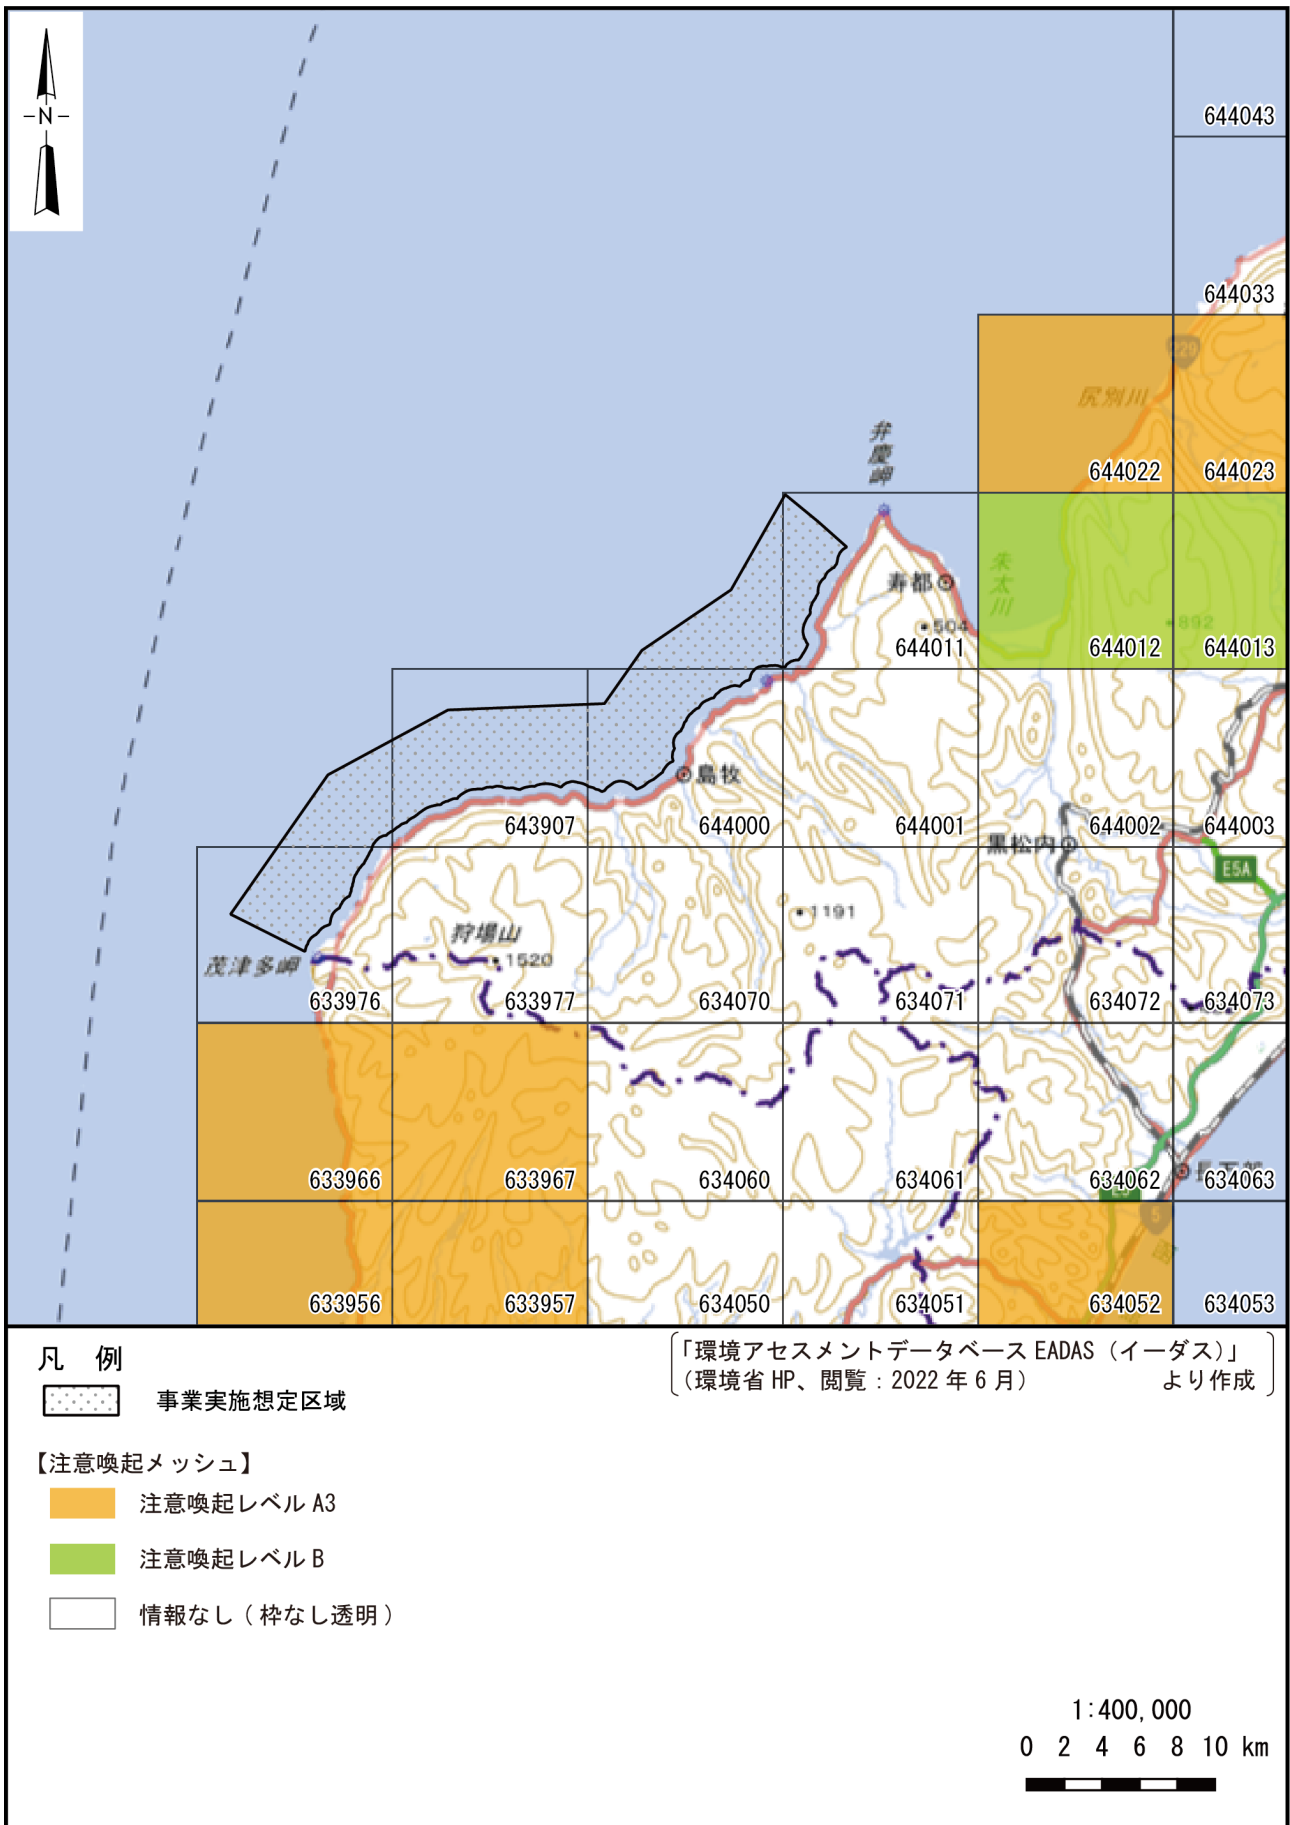 N
644043
644033
229
尻別川
弁慶岬
644022
644023
寿都
朱太川
504
892
644011
644012
644013
島牧
643907
644000
644001
黒松内
644002
644003
E5A
1191
狩場山
1520
茂津多岬
633976
633977
634070
634071
634072
634073
633966
633967
634060
634061
634062
634063
5
633956
633957
634050
634051
634052
634053
凡 例
事業実施想定区域
「環境アセスメントデータベース EADAS（イーダス）」
（環境省 HP、閲覧：2022 年 6 月） より作成
【注意喚起メッシュ】
注意喚起レベル A3
注意喚起レベル B
情報なし ( 枠なし透明 )
1:400,000
0 2 4 6 8 10 km